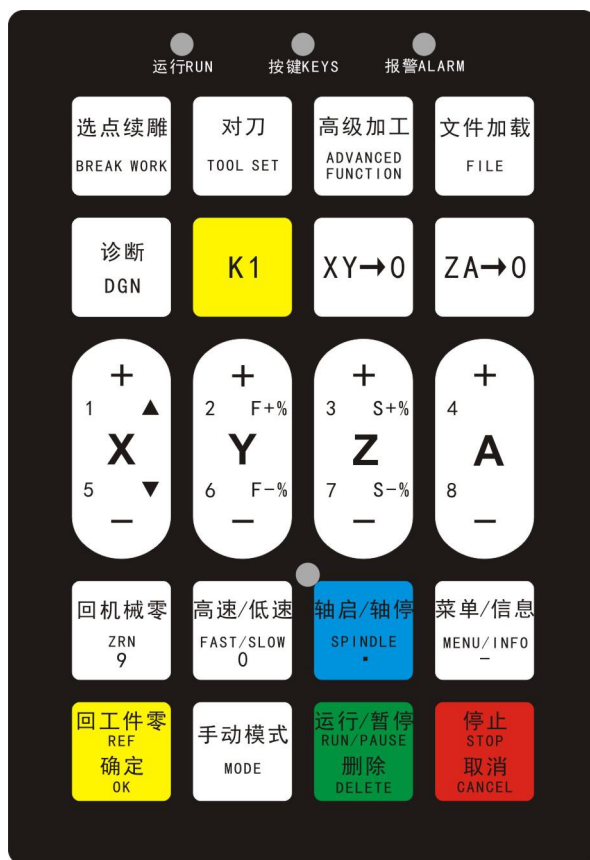 运行RUN 按键KEYS 报警ALARM
选点续雕 对刀 高级加工 文件加载
BREAK WORK TOOL SET ADVANCED FUNCTION FILE
诊断 K1 XY→0 ZA→0
DGN
+ + + +
1 ▲ 2 F+% 3 S+% 4
X Y Z A
5 ▼ 6 F-% 7 S-% 8
- - - -
回机械零 高速/低速 轴启/轴停 菜单/信息
ZRN FAST/SLOW SPINDLE MENU/INFO
9 0 . -
回工件零 手动模式 运行/暂停 停止
REF MODE RUN/PAUSE STOP
确定 删除 取消
OK DELETE CANCEL